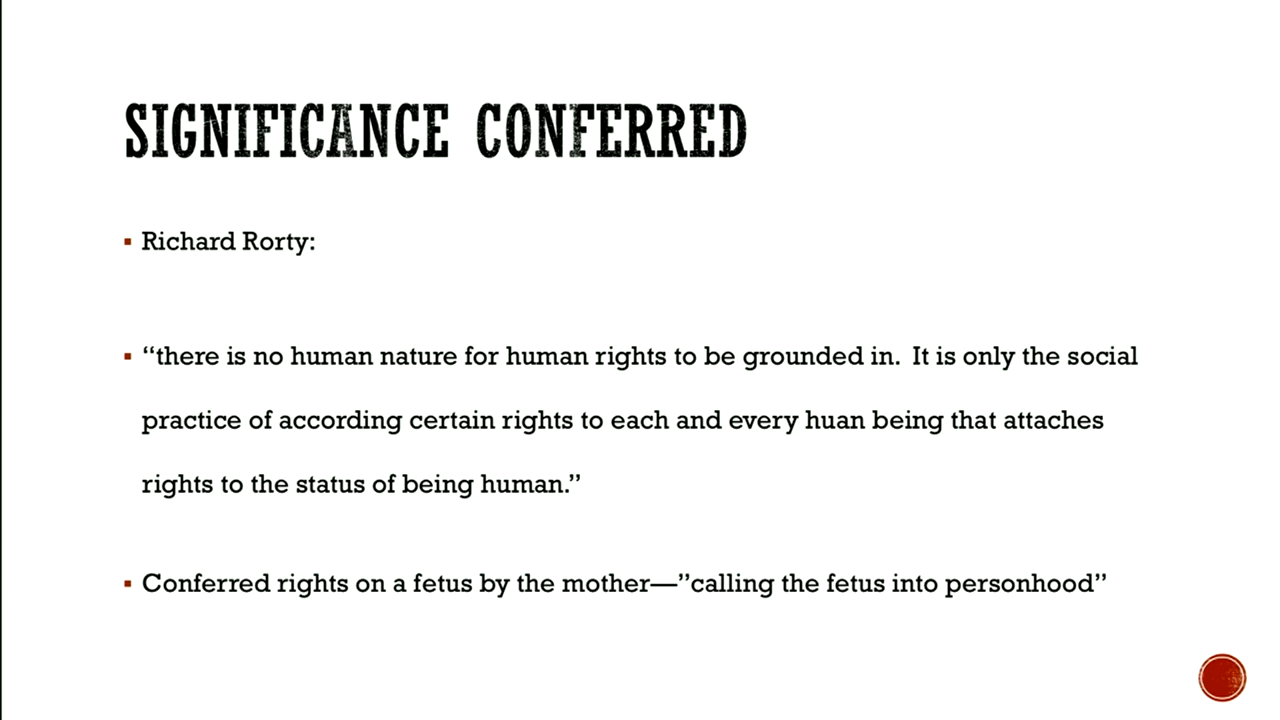 SIGNIFICANCE CONFERRED
▪ Richard Rorty:
▪ “there is no human nature for human rights to be grounded in.  It is only the social
practice of according certain rights to each and every huan being that attaches
rights to the status of being human.”
▪ Conferred rights on a fetus by the mother—”calling the fetus into personhood”